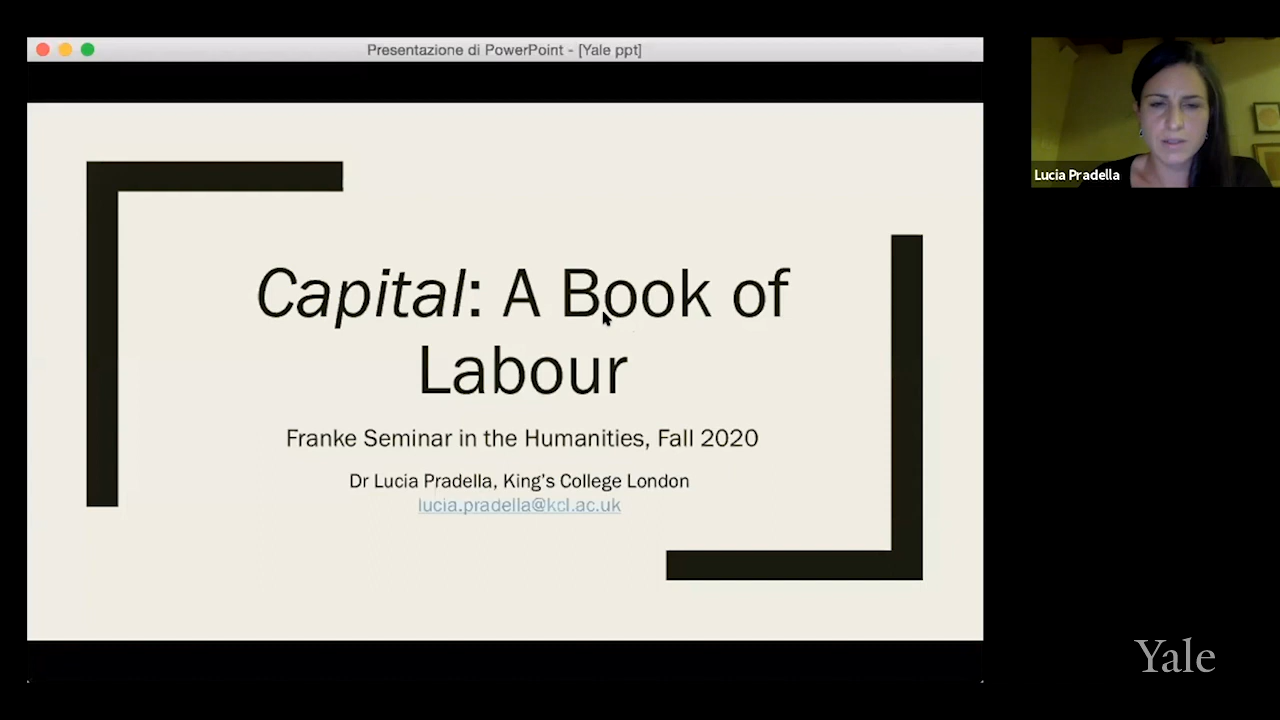 Presentazione di PowerPoint - [Yale ppt]
Capital: A Book of
Labour
Franke Seminar in the Humanities, Fall 2020
Dr Lucia Pradella, King's College London
lucia.pradella@kcl.ac.uk
Lucia Pradella
Yale